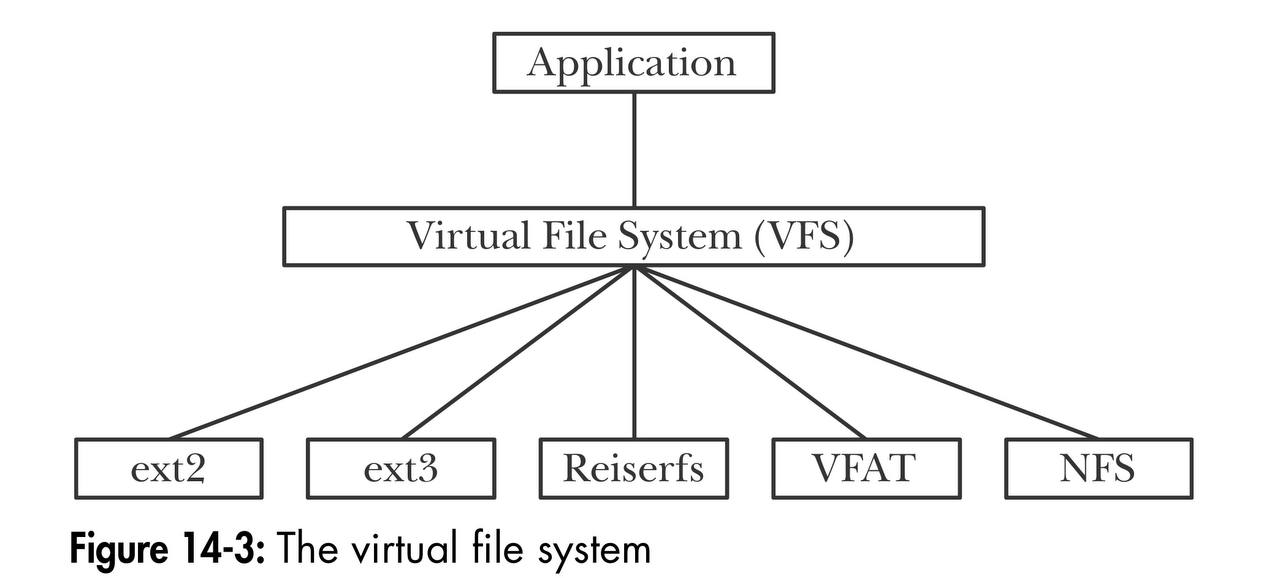 Application
Virtual File System (VFS)
ext2 ext3 Reiserfs VFAT NFS
Figure 14-3: The virtual file system